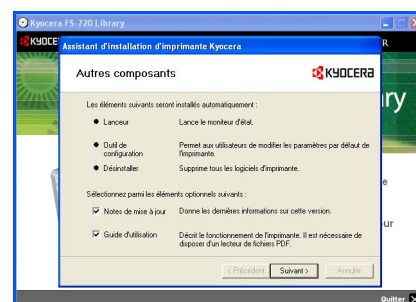 Kyocera FS-720 Library
KYOCE
R
Assistant d'installation d'imprimante Kyocera
Autres composants
KYOCERA
ry
Les éléments suivants seront installés automatiquement :
Lanceur
Lance le moniteur d'état.
Outil de configuration
Permet aux utilisateurs de modifier les paramètres par défaut de l'imprimante.
Désinstaller
Supprime tous les logiciels d'imprimante.
e
Sélectionnez parmi les éléments optionnels suivants :
Notes de mise à jour
Donne les dernières informations sur cette version.
ur
Guide d'utilisation
Décrit le fonctionnement de l'imprimante. Il est nécessaire de disposer d'un lecteur de fichiers PDF.
< Précédent
Suivant >
Annuler
Quitter